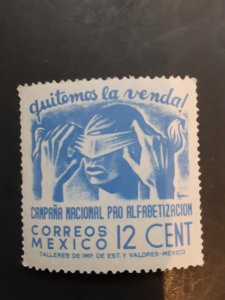 quitemos la venda!
CAMPAÑA NACIONAL PRO ALFABETIZACION
CORREOS
MEXICO 12 CENT
TALLERES DE IMP. DE EST. Y VALORES-MEXICO